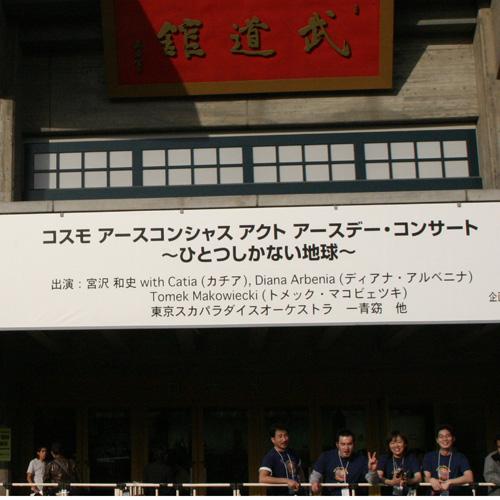 武道館
コスモ アースコンシャス アクト アースデー・コンサート
～ひとつしかない地球～
出演：宮沢 和史 with Catia (カチア), Diana Arbenia (ディアナ・アルベニナ)
Tomek Makowiecki (トメック・マコビェツキ)
東京スカパラダイスオーケストラ 一青窈 他
企